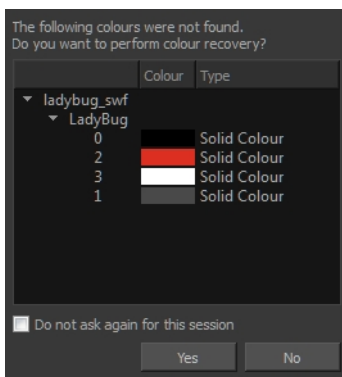 The following colours were not found.
Do you want to perform colour recovery?
Colour Type
ladybug_swf
LadyBug
0 Solid Colour
2 Solid Colour
3 Solid Colour
1 Solid Colour
Do not ask again for this session
Yes No